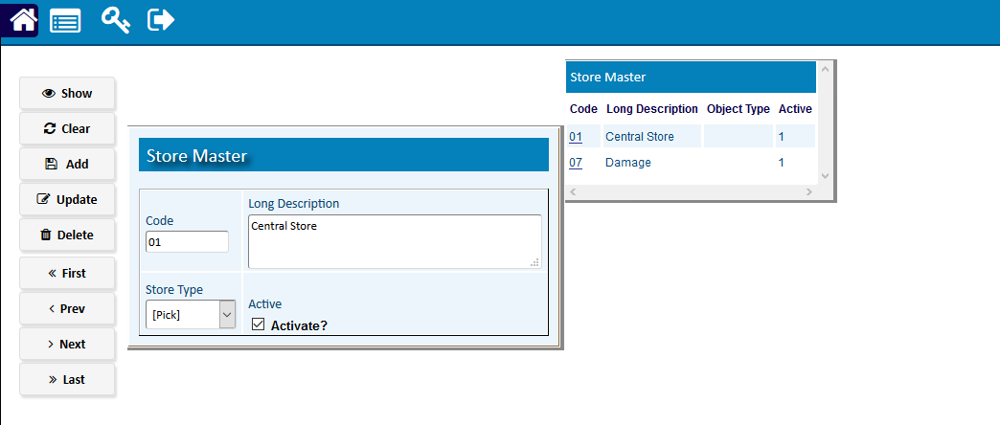 Show
Clear
Add
Update
Delete
First
Prev
Next
Last
Store Master
Code
01
Long Description
Central Store
Store Type
[Pick]
Active
Activate?
Store Master
Code Long Description Object Type Active
01 Central Store 1
07 Damage 1